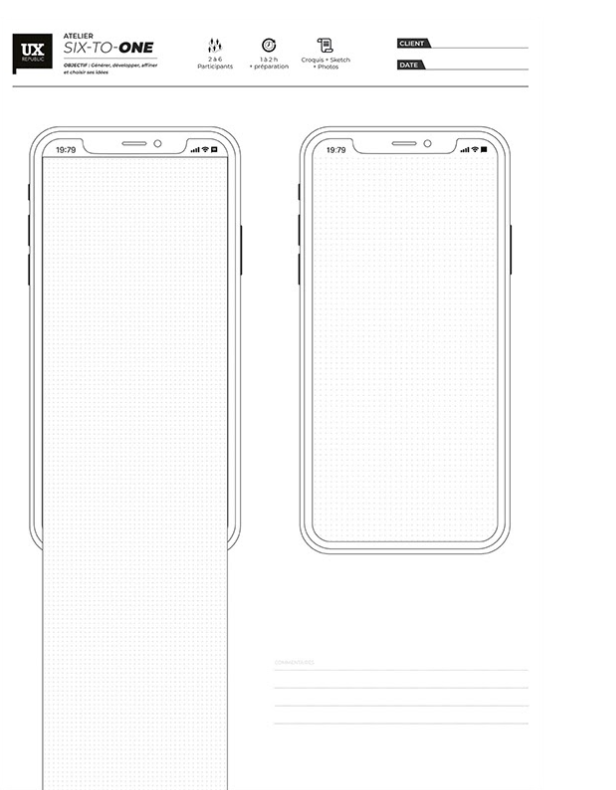 UX
REPUBLIC
ATELIER
SIX-TO-ONE
OBJECTIF : Générer, développer, affiner
et choisir ses idées
2 à 6
Participants
1 à 2 h
+ préparation
Croquis + Sketch
+ Photos
CLIENT
DATE
19:79
19:79
COMMENTAIRES